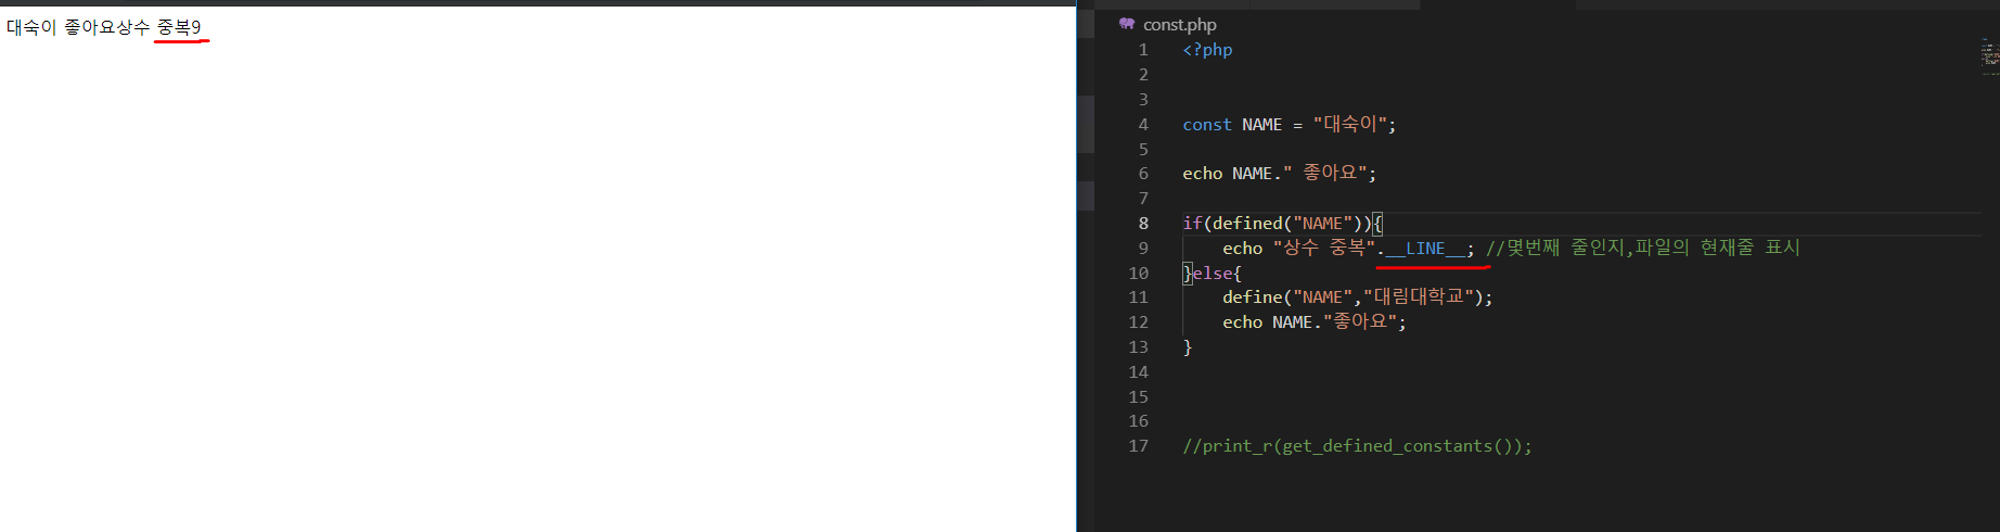 대숙이 좋아요상수 중복9
const.php
1 <?php
2
3
4 const NAME = "대숙이";
5
6 echo NAME." 좋아요";
7
8 if(defined("NAME")){
9 echo "상수 중복".__LINE__; //몇번째 줄인지,파일의 현재줄 표시
10 }else{
11 define("NAME","대림대학교");
12 echo NAME."좋아요";
13 }
14
15
16
17 //print_r(get_defined_constants());